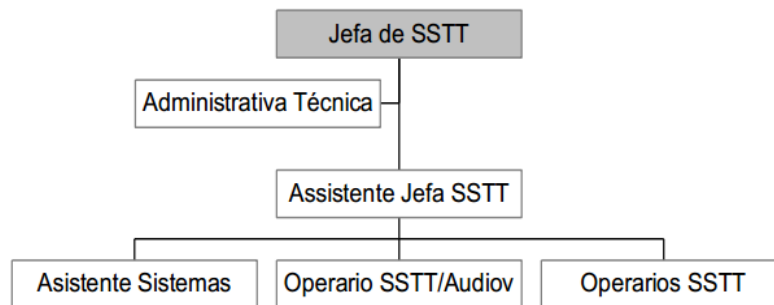 Jefa de SSTT
Administrativa Técnica
Assistente Jefa SSTT
Asistente Sistemas
Operario SSTT/Audiov
Operarios SSTT